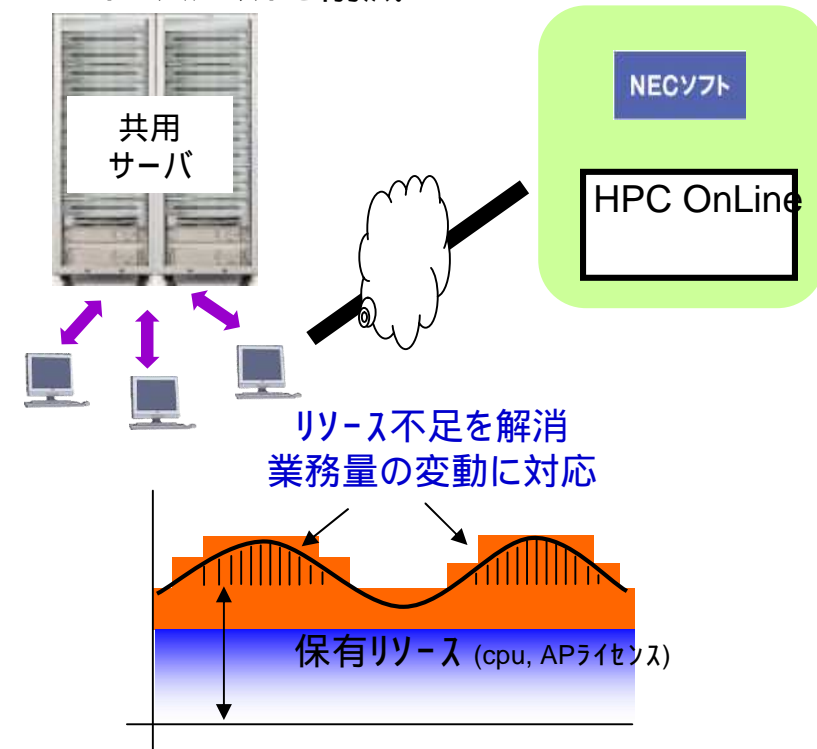 NECソフト
共用
サーバ
HPC OnLine
リソース不足を解消
業務量の変動に対応
保有リソース (cpu, APライセンス)